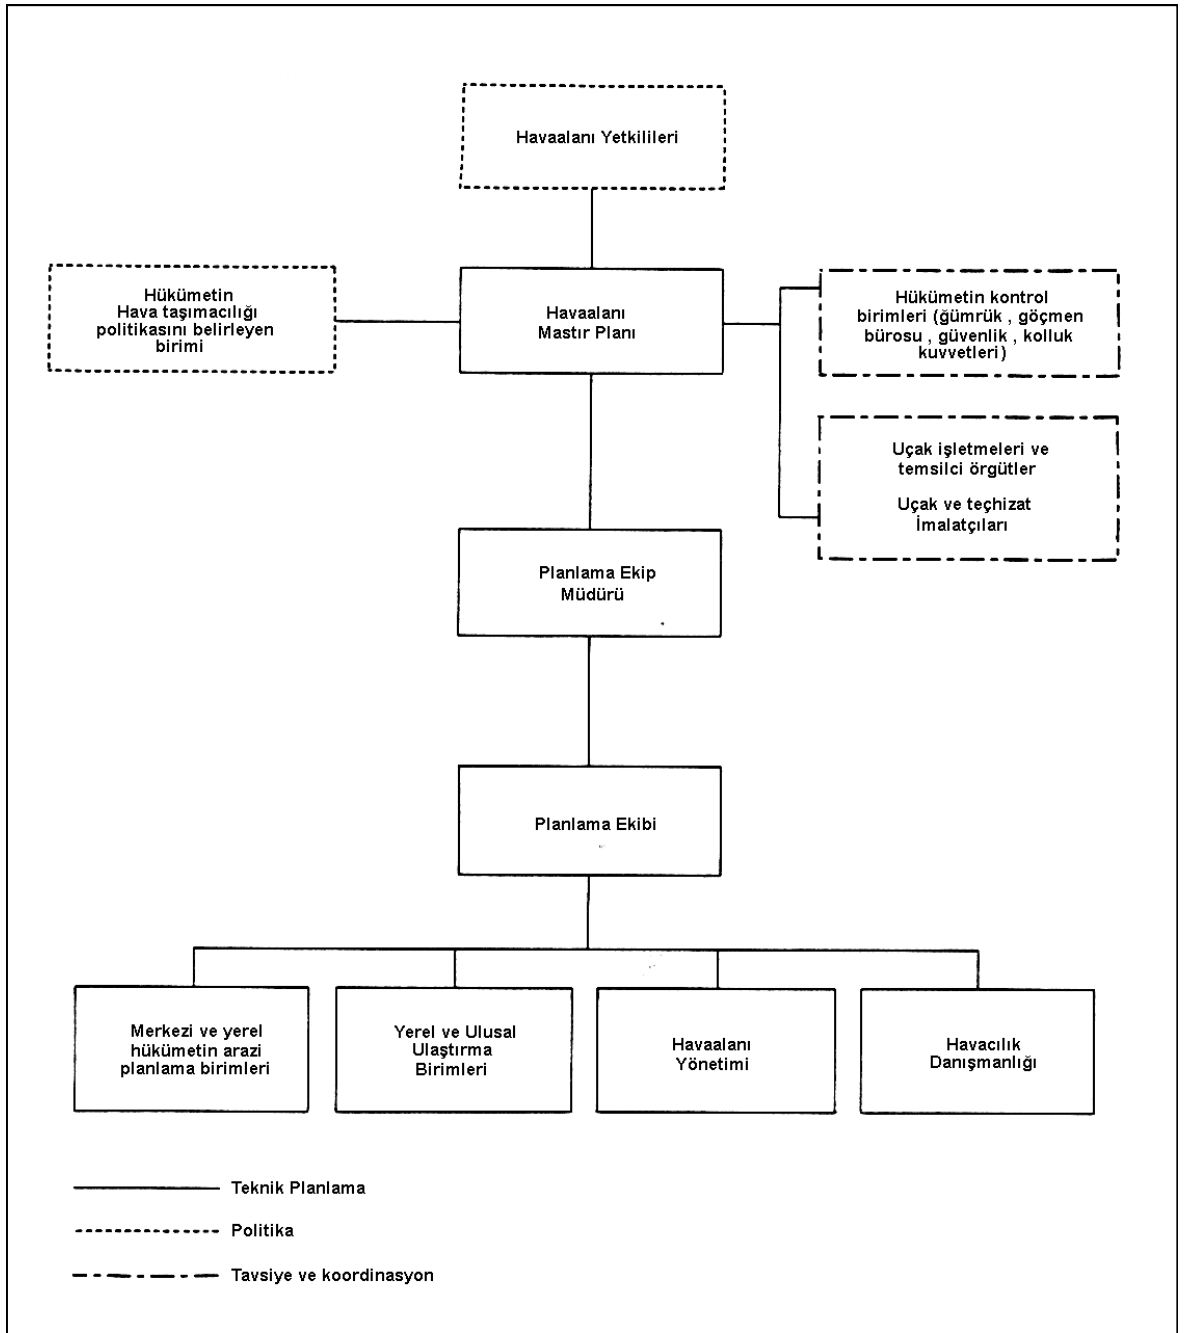 Havaalanı Yetkilileri
Hükümetin
Hava taşımacılığı
politikasını belirleyen
birimi
Havaalanı
Mastır Planı
Hükümetin kontrol
birimleri (ğümrük , göçmen
bürosu , güvenlik , kolluk
kuvvetleri)
Uçak işletmeleri ve
temsilci örgütler
Uçak ve teçhizat
İmalatçıları
Planlama Ekip
Müdürü
Planlama Ekibi
Merkezi ve yerel
hükümetin arazi
planlama birimleri
Yerel ve Ulusal
Ulaştırma
Birimleri
Havaalanı
Yönetimi
Havacılık
Danışmanlığı
Teknik Planlama
Politika
Tavsiye ve koordinasyon